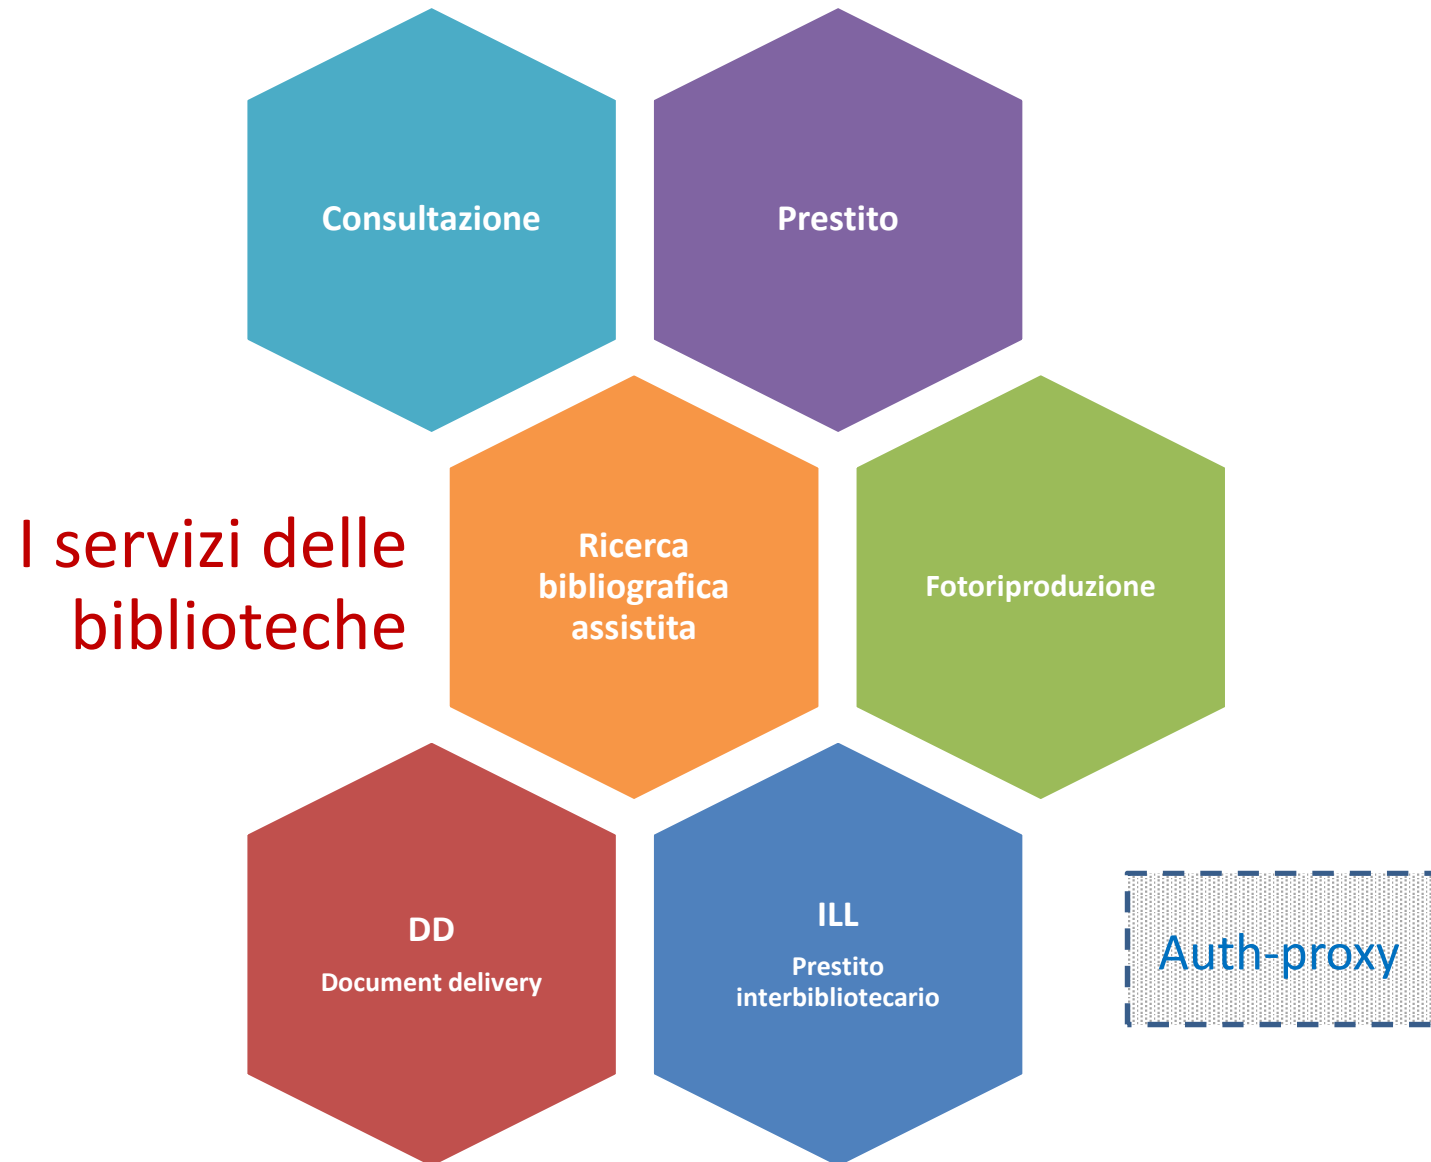 Consultazione
Prestito
I servizi delle
biblioteche
Ricerca
bibliografica
assistita
Fotoriproduzione
DD
Document delivery
ILL
Prestito
interbibliotecario
Auth-proxy